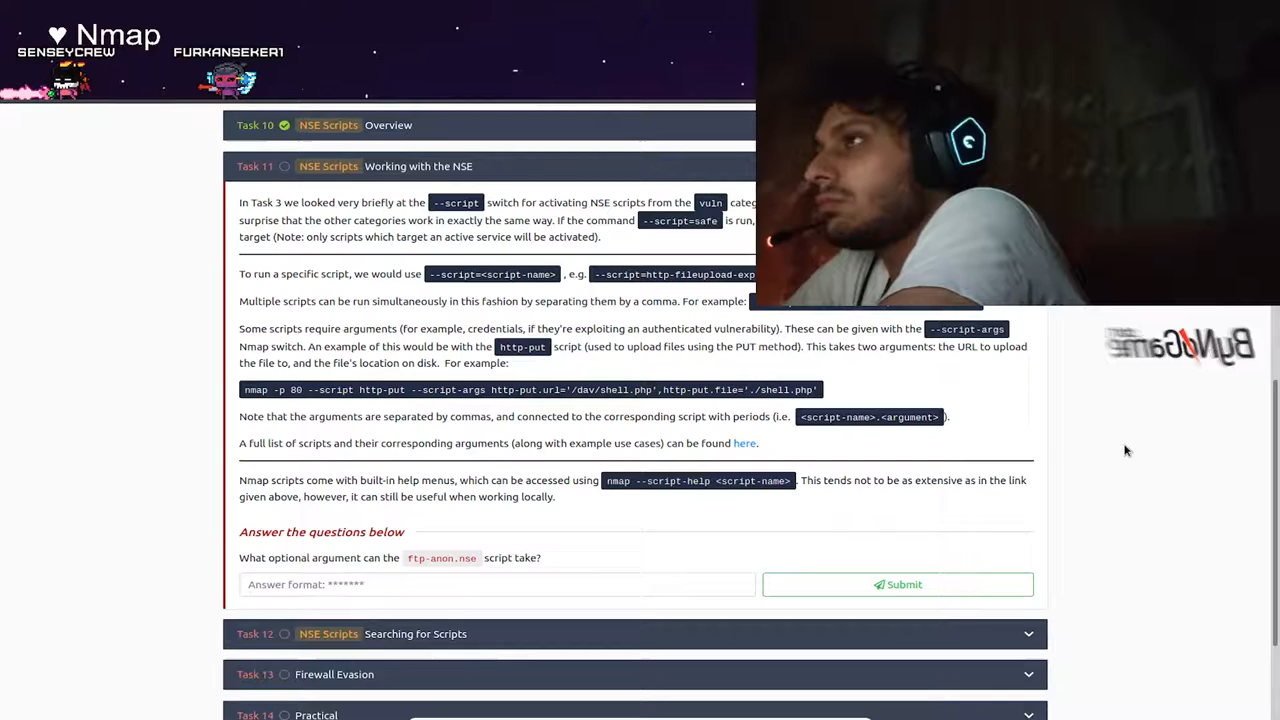 ♥ Nmap
SENSEYCREW FURKANSEKER1
Task 10 NSE Scripts Overview
Task 11 NSE Scripts Working with the NSE
In Task 3 we looked very briefly at the --script switch for activating NSE scripts from the vuln
surprise that the other categories work in exactly the same way. If the command --script=safe is run,
target (Note: only scripts which target an active service will be activated).
To run a specific script, we would use --script=<script-name> , e.g. --script=http-fileupload-exp
Multiple scripts can be run simultaneously in this fashion by separating them by a comma. For example:
Some scripts require arguments (for example, credentials, if they're exploiting an authenticated vulnerability). These can be given with the --script-args
Nmap switch. An example of this would be with the http-put script (used to upload files using the PUT method). This takes two arguments: the URL to upload
the file to, and the file's location on disk. For example:
nmap -p 80 --script http-put --script-args http-put.url='/dav/shell.php',http-put.file='./shell.php'
Note that the arguments are separated by commas, and connected to the corresponding script with periods (i.e. <script-name>.<argument> ).
A full list of scripts and their corresponding arguments (along with example use cases) can be found here.
Nmap scripts come with built-in help menus, which can be accessed using nmap --script-help <script-name> . This tends not to be as extensive as in the link
given above, however, it can still be useful when working locally.
Answer the questions below
What optional argument can the ftp-anon.nse script take?
Answer format: *******
Submit
Task 12 NSE Scripts Searching for Scripts
Task 13 Firewall Evasion
Task 14 Practical
ByNoGame